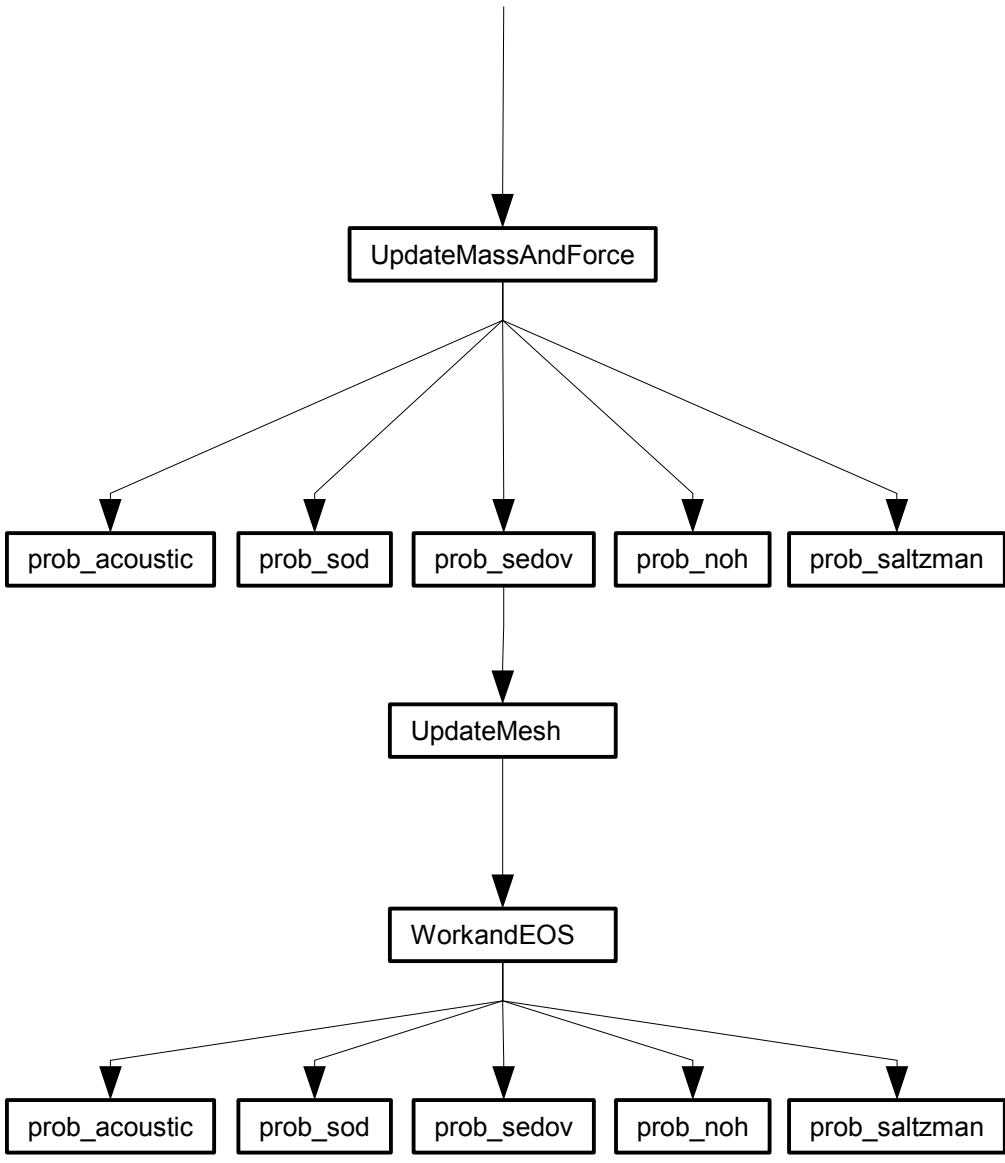 UpdateMassAndForce
prob_acoustic
prob_sod
prob_sedov
prob_noh
prob_saltzman
UpdateMesh
WorkandEOS
prob_acoustic
prob_sod
prob_sedov
prob_noh
prob_saltzman